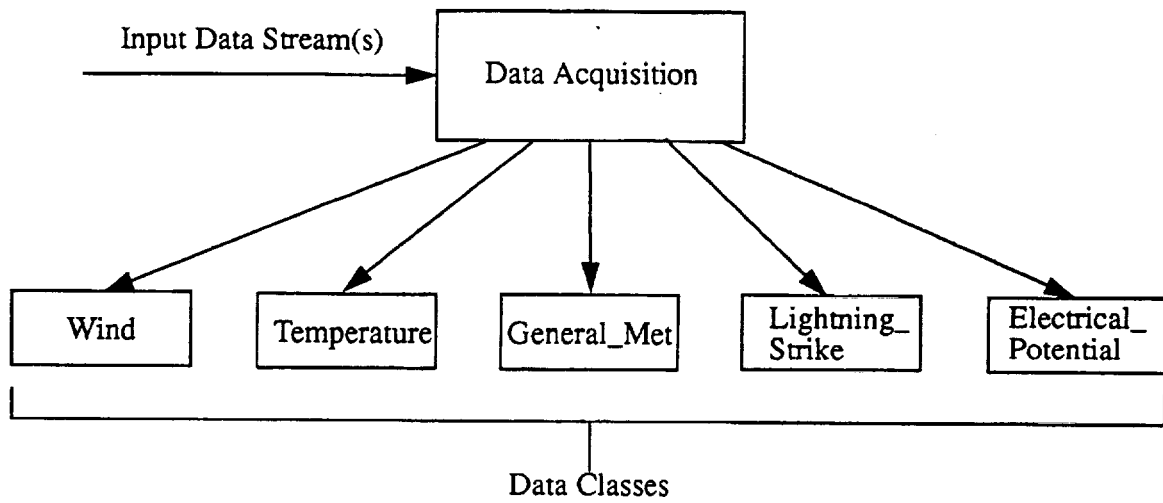 Input Data Stream(s)
Data Acquisition
Wind
Temperature
General_Met
Lightning_
Strike
Electrical_
Potential
Data Classes